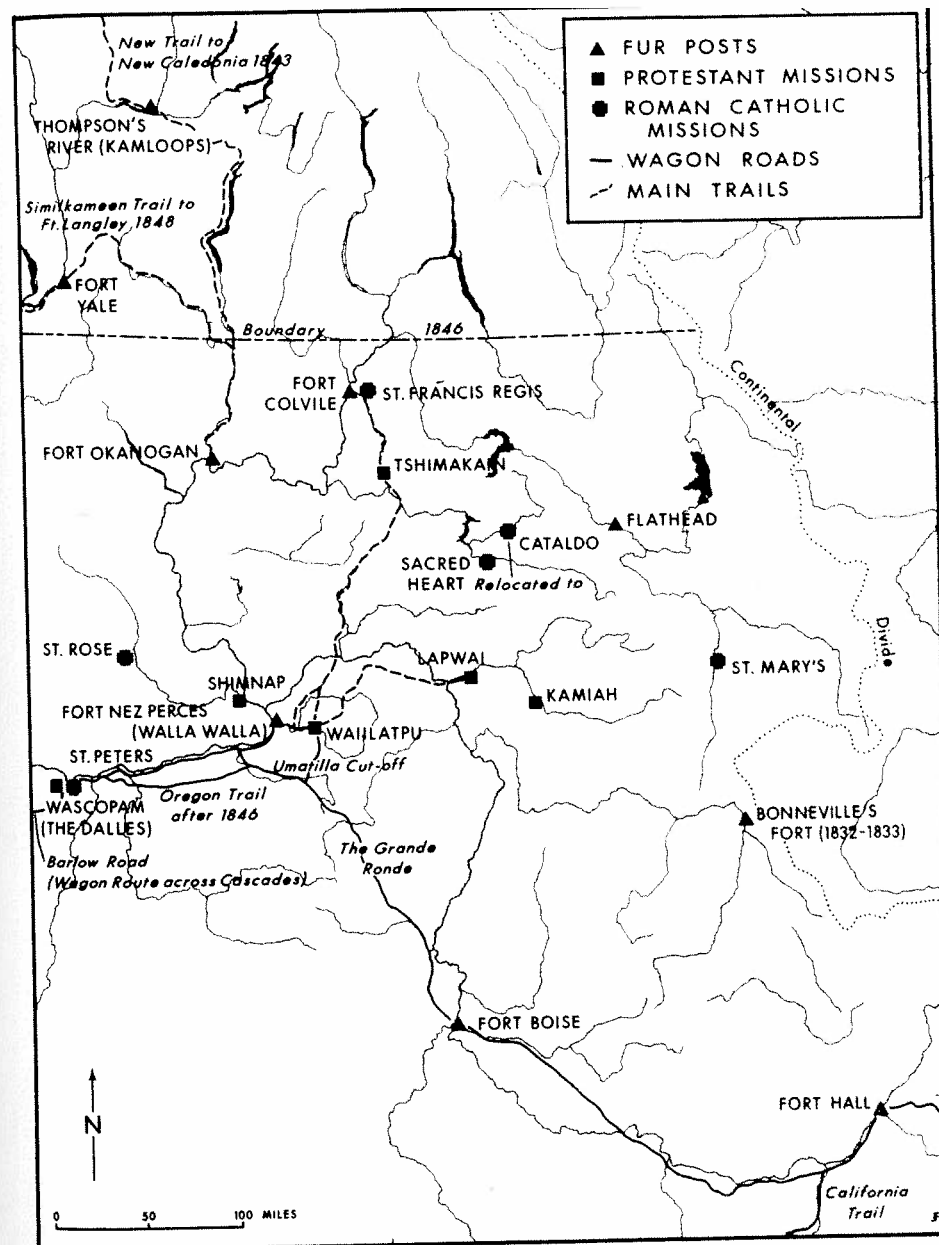 New Trail to
New Caledonia 1843
THOMPSON'S
RIVER (KAMLOOPS)
Similkameen Trail to
Ft. Langley, 1848
FORT
YALE
▲ FUR POSTS
■ PROTESTANT MISSIONS
ROMAN CATHOLIC
MISSIONS
WAGON ROADS
MAIN TRAILS
Boundary 1846
FORT
COLVILE
ST. FRANCIS REGIS
Continental
FORT OKANOGAN
TSHIMAKAIN
FLATHEAD
CATALDO
SACRED
HEART Relocated to
Divide
ST. ROSE
LAPWAI
ST. MARY'S
SHIMNAP
KAMIAH
FORT NEZ PERCES
(WALLA WALLA)
WAIILATPU
ST. PETERS
Umatilla Cut-off
WASCOPAM
(THE DALLES)
Oregon Trail
after 1846
BONNEVILLE'S
FORT (1832-1833)
Barlow Road
(Wagon Route across Cascades)
The Grande
Ronde
FORT BOISE
N
FORT HALL
California
Trail
0 50 100 MILES